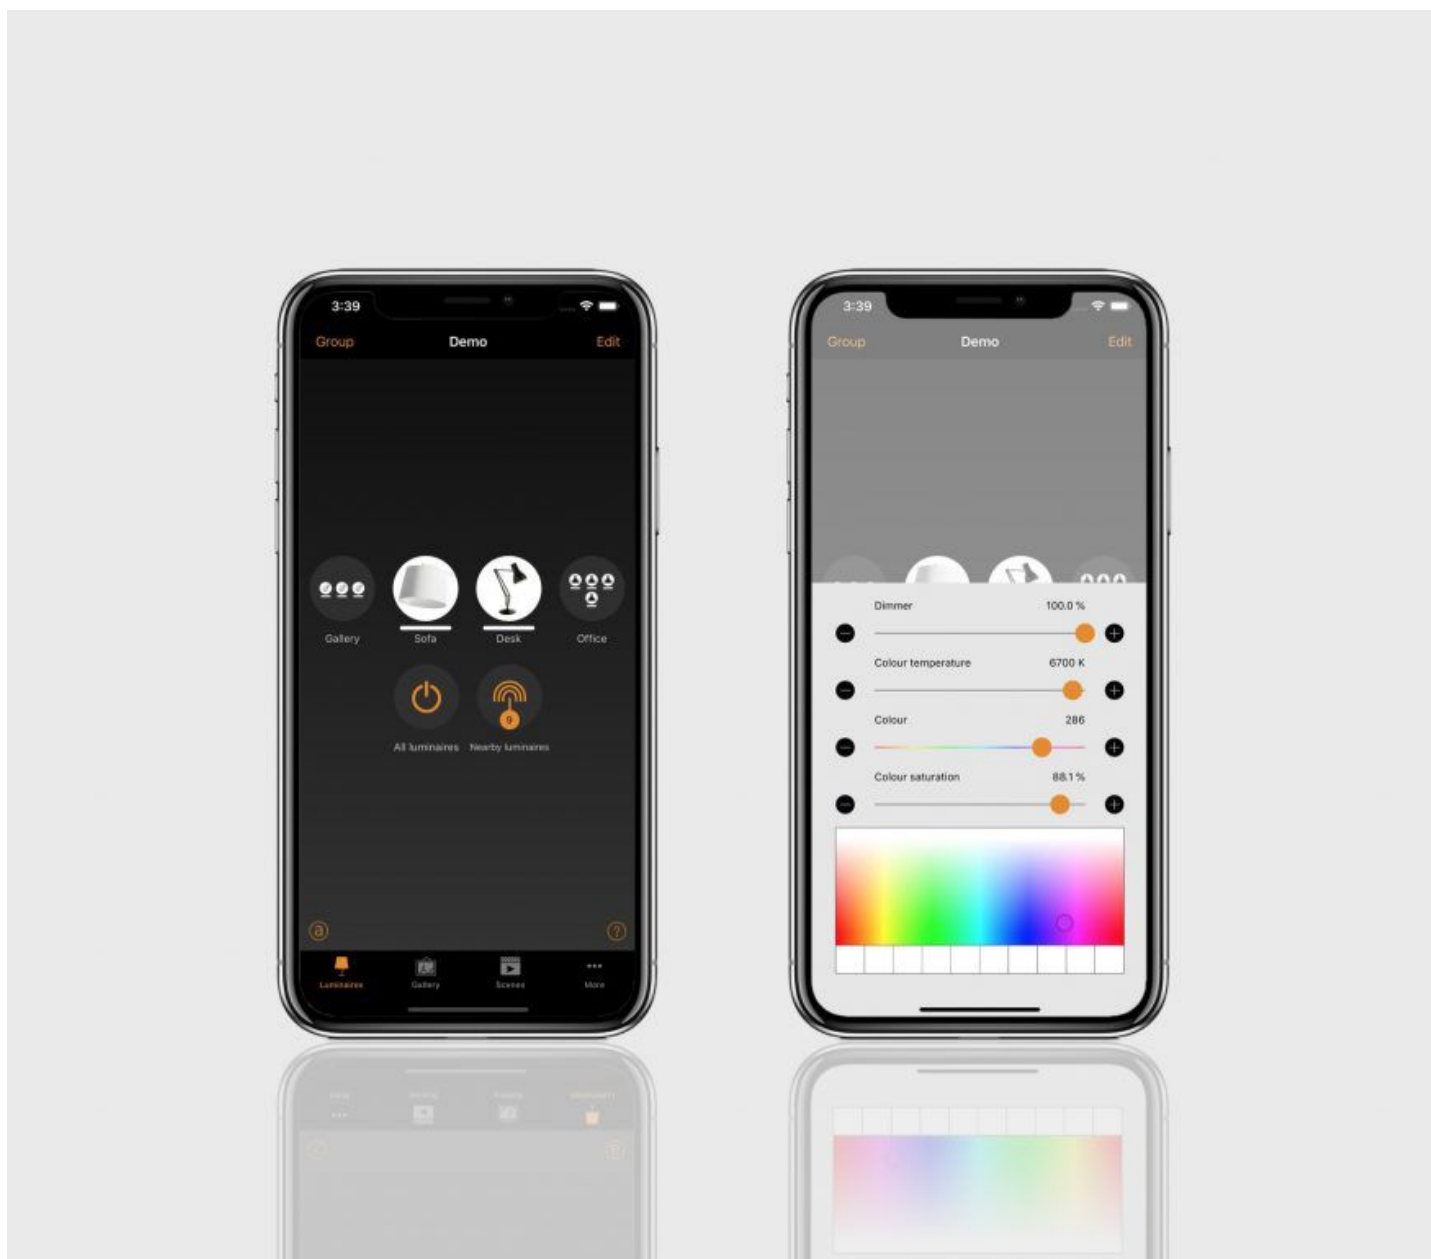 3:39
Group Demo Edit
Gallery Sofa Desk Office
9
All luminaires Nearby luminaires
a ?
Luminaires Gallery Scenes More
3:39
Group Demo Edit
Dimmer 100.0 %
Colour temperature 6700 K
Colour 286
Colour saturation 88.1 %